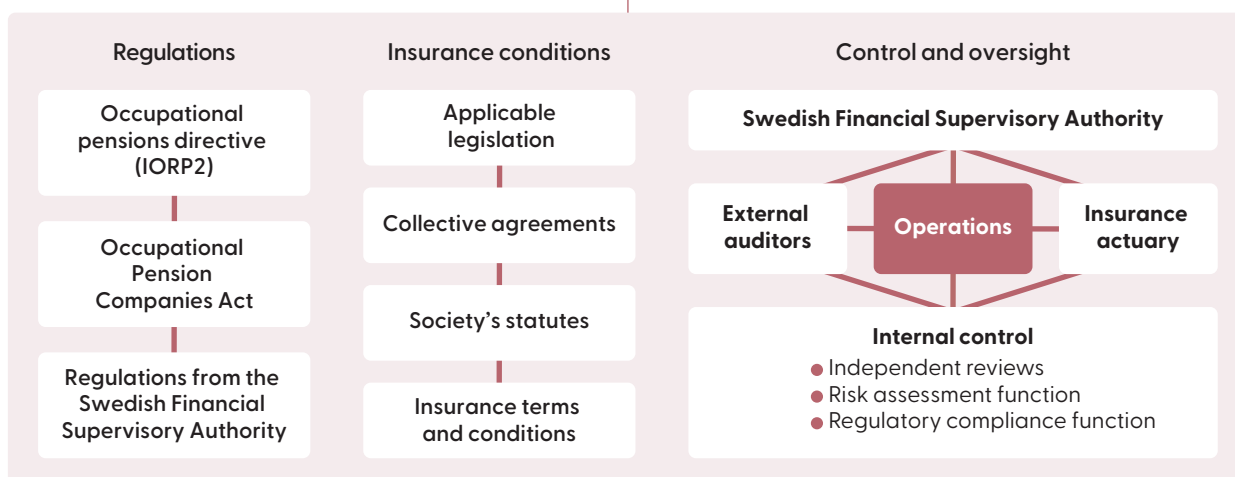 Regulations
Occupational
pensions directive
(IORP2)
Occupational
Pension
Companies Act
Regulations from the
Swedish Financial
Supervisory Authority
Insurance conditions
Applicable
legislation
Collective agreements
Society’s statutes
Insurance terms
and conditions
Control and oversight
Swedish Financial Supervisory Authority
External
auditors
Operations
Insurance
actuary
Internal control
Independent reviews
Risk assessment function
Regulatory compliance function